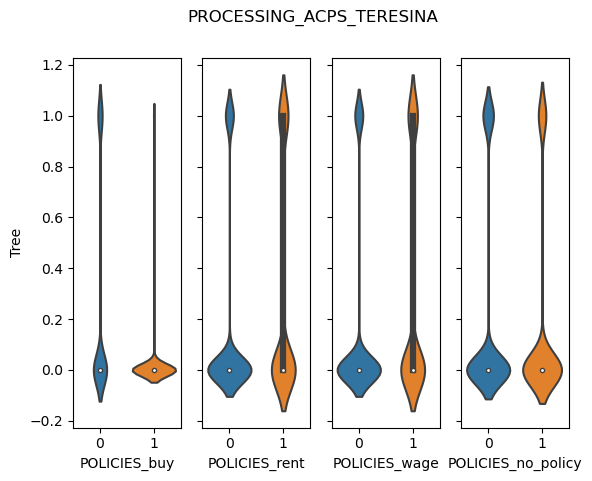 PROCESSING_ACPS_TERESINA
1.2
1.0
0.8
0.6
0.4
0.2
0.0
−0.2
Tree
0 1
POLICIES_buy
0 1
POLICIES_rent
0 1
POLICIES_wage
0 1
POLICIES_no_policy